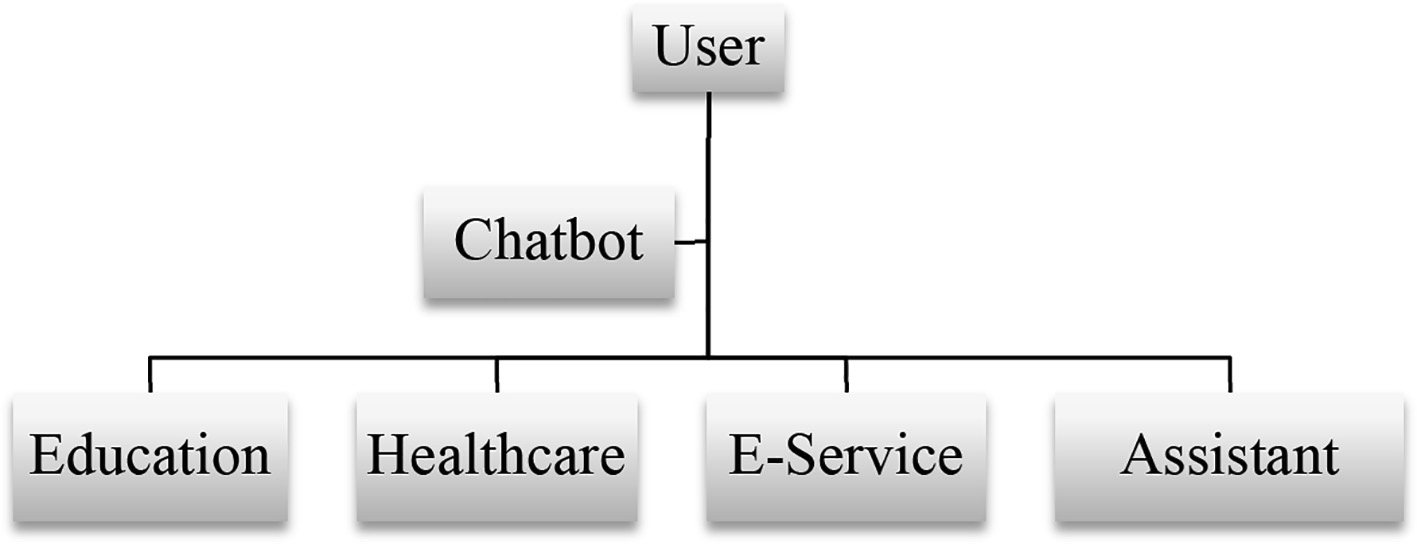 User
Chatbot
Education
Healthcare
E-Service
Assistant